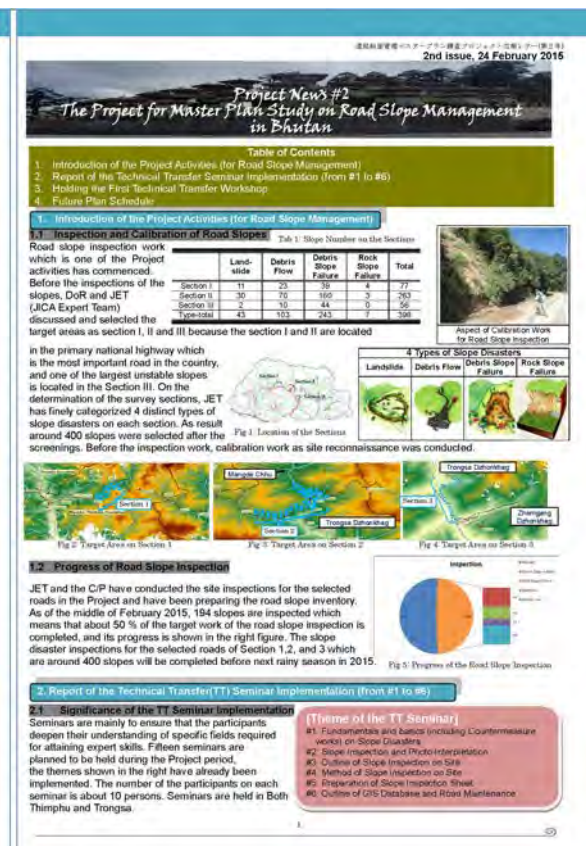 2nd issue, 24 February 2015
Project News #2
The Project for Master Plan Study on Road Slope Management
in Bhutan
Table of Contents
1. Introduction of the Project Activities (for Road Slope Management)
2. Report of the Technical Transfer Seminar Implementation (from #1 to #6)
3. Holding the First Technical Transfer Workshop
4. Future Plan Schedule
1. Introduction of the Project Activities (for Road Slope Management)
1.1 Inspection and Calibration of Road Slopes
Road slope inspection work
which is one of the Project
activities has commenced.
Before the inspections of the
slopes, DoR and JET
(JICA Expert Team)
discussed and selected the
target areas as section I, II and III because the section I and II are located
Tab 1: Slope Number on the Sections
Land-slide Debris Flow Debris Slope Failure Rock Slope Failure Total
Section I 11 23 39 4 77
Section II 30 70 160 3 263
Section III 2 10 44 0 56
Type-total 43 103 243 7 396
Aspect of Calibration Work
for Road Slope Inspection
in the primary national highway which
is the most important road in the country,
and one of the largest unstable slopes
is located in the Section III. On the
determination of the survey sections, JET
has finely categorized 4 distinct types of
slope disasters on each section. As result
around 400 slopes were selected after the
screenings. Before the inspection work, calibration work as site reconnaissance was conducted.
Fig 1: Location of the Sections
4 Types of Slope Disasters
Landslide Debris Flow Debris Slope Failure Rock Slope Failure
Section 1
Fig 2: Target Area on Section 1
Mangde Chhu
Section 2
Trongsa Dzhonkhag
Fig 3: Target Area on Section 2
Trongsa Dzhonkhag
Section 3
Zhemgang Dzhonkhag
Fig 4: Target Area on Section 3
1.2 Progress of Road Slope Inspection
JET and the C/P have conducted the site inspections for the selected
roads in the Project and have been preparing the road slope inventory.
As of the middle of February 2015, 194 slopes are inspected which
means that about 50 % of the target work of the road slope inspection is
completed, and its progress is shown in the right figure. The slope
disaster inspections for the selected roads of Section 1,2, and 3 which
are around 400 slopes will be completed before next rainy season in 2015.
Inspection
Fig 5: Progress of the Road Slope Inspection
2. Report of the Technical Transfer(TT) Seminar Implementation (from #1 to #6)
2.1 Significance of the TT Seminar Implementation
Seminars are mainly to ensure that the participants
deepen their understanding of specific fields required
for attaining expert skills. Fifteen seminars are
planned to be held during the Project period,
the themes shown in the right have already been
implemented. The number of the participants on each
seminar is about 10 persons. Seminars are held in Both
Thimphu and Trongsa.
[Theme of the TT Seminar]
#1. Fundamentals and basics (including Countermeasure
works) on Slope Disasters
#2. Slope Inspection and Photo Interpretation
#3. Outline of Slope Inspection on Site
#4. Method of Slope Inspection on Site
#5. Preparation of Slope Inspection Sheet
#6. Outline of GIS Database and Road Maintenance
1